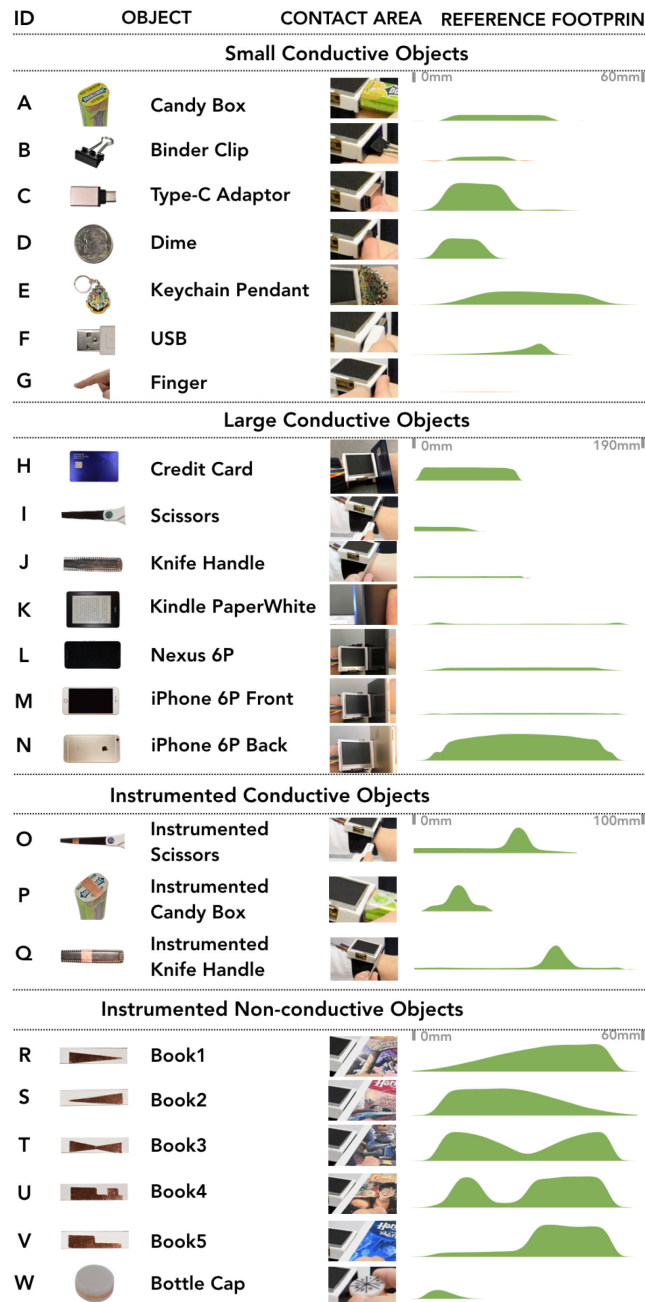 ID OBJECT CONTACT AREA REFERENCE FOOTPRIN
Small Conductive Objects
0mm 60mm
A Candy Box
B Binder Clip
C Type-C Adaptor
D Dime
E Keychain Pendant
F USB
G Finger
Large Conductive Objects
0mm 190mm
H Credit Card
I Scissors
J Knife Handle
K Kindle PaperWhite
L Nexus 6P
M iPhone 6P Front
N iPhone 6P Back
Instrumented Conductive Objects
0mm 100mm
O Instrumented
Scissors
P Instrumented
Candy Box
Q Instrumented
Knife Handle
Instrumented Non-conductive Objects
0mm 60mm
R Book1
S Book2
T Book3
U Book4
V Book5
W Bottle Cap